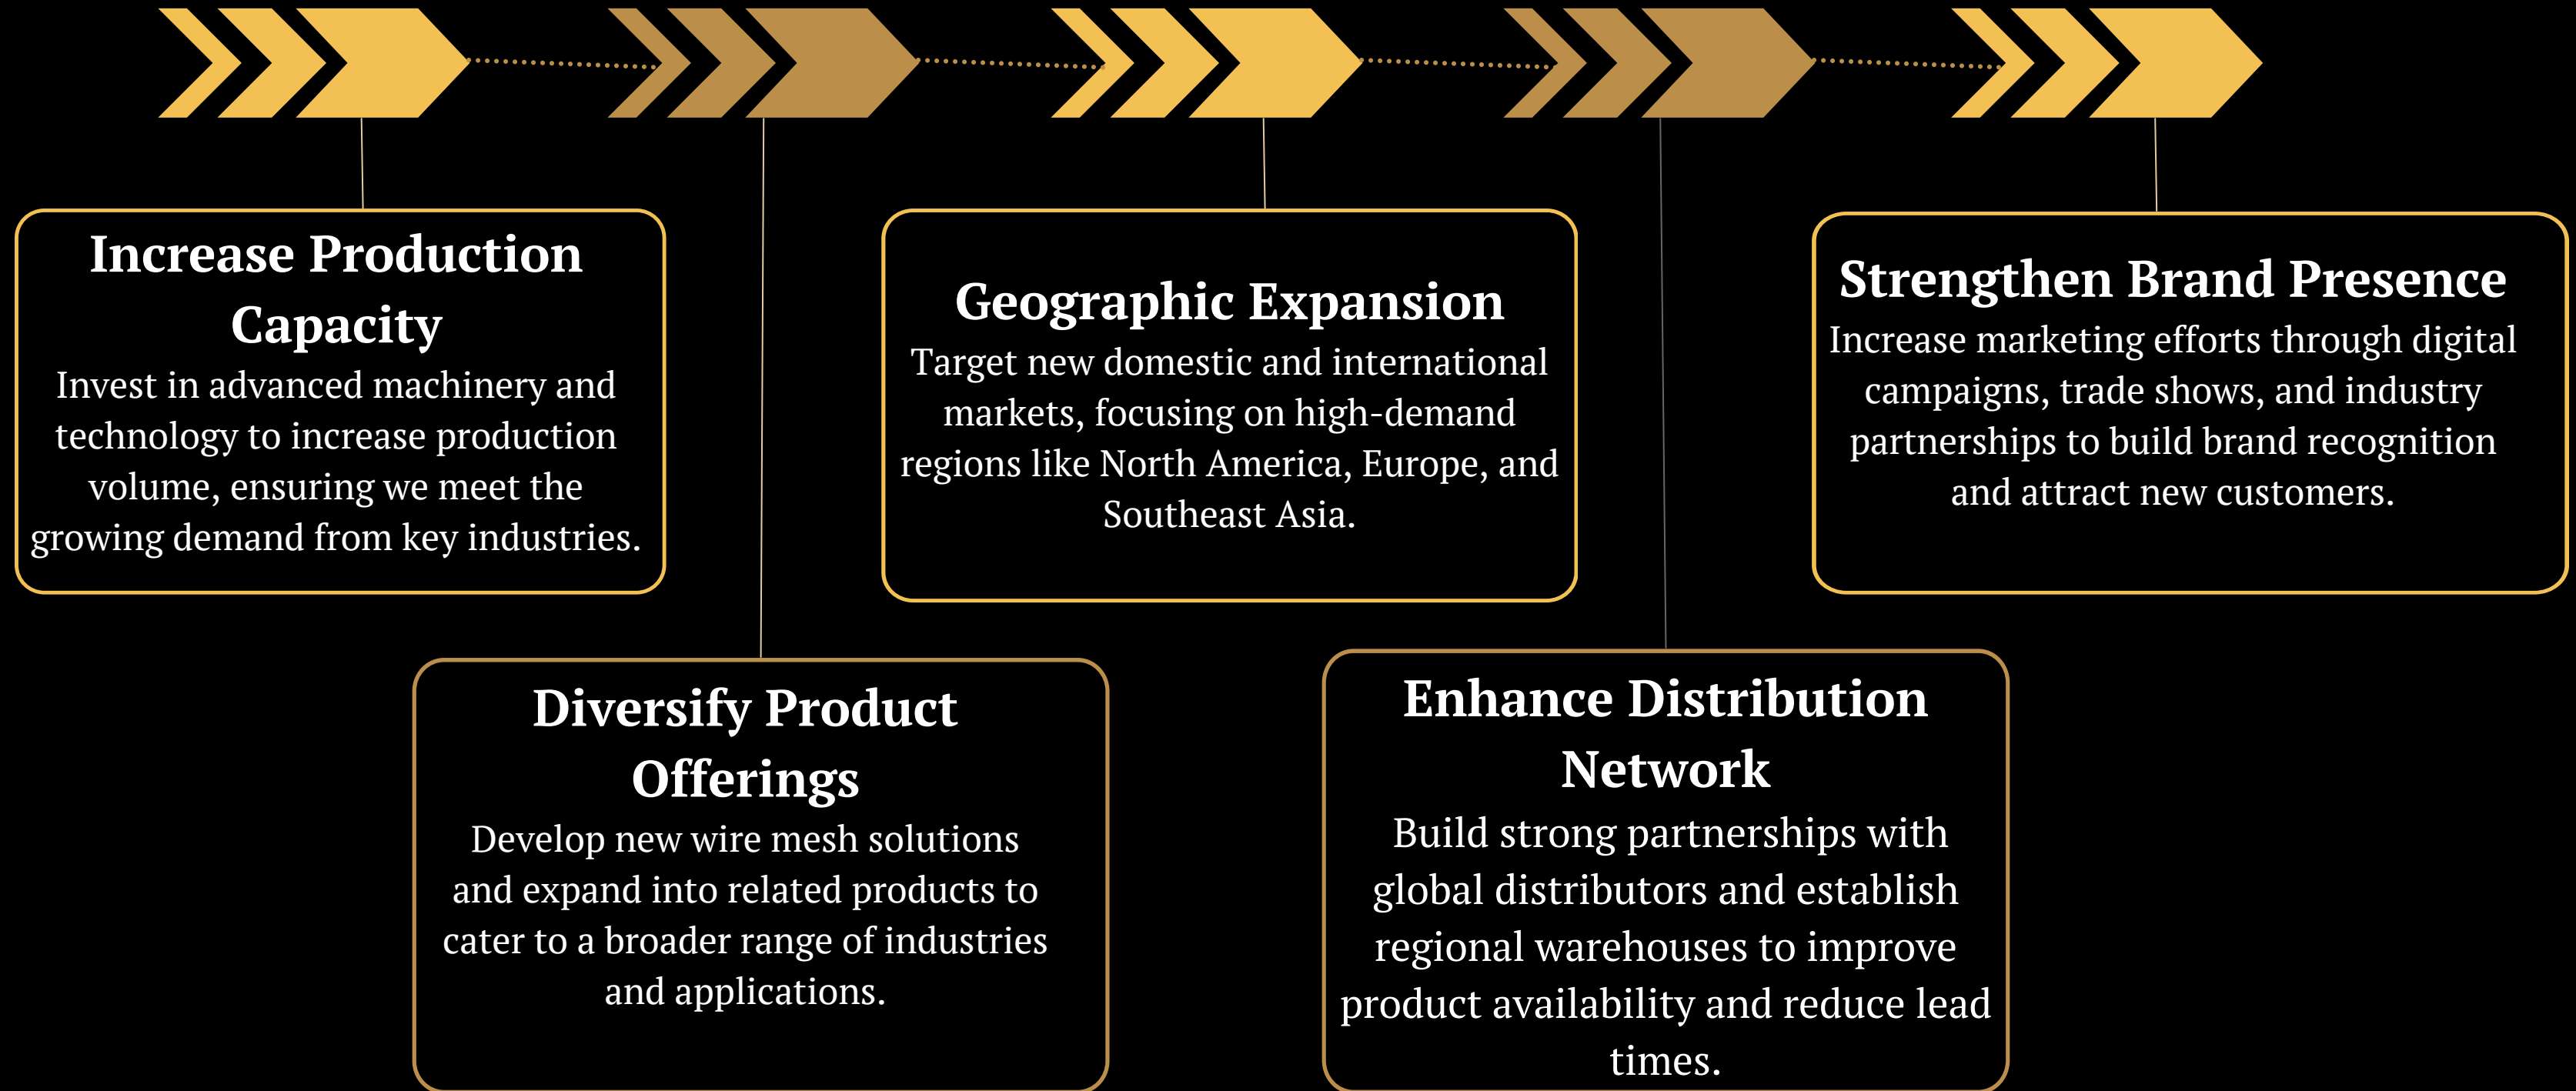 Increase Production
Capacity
Invest in advanced machinery and
technology to increase production
volume, ensuring we meet the
growing demand from key industries.
Diversify Product
Offerings
Develop new wire mesh solutions
and expand into related products to
cater to a broader range of industries
and applications.
Geographic Expansion
Target new domestic and international
markets, focusing on high-demand
regions like North America, Europe, and
Southeast Asia.
Enhance Distribution
Network
Build strong partnerships with
global distributors and establish
regional warehouses to improve
product availability and reduce lead
times.
Strengthen Brand Presence
Increase marketing efforts through digital
campaigns, trade shows, and industry
partnerships to build brand recognition
and attract new customers.